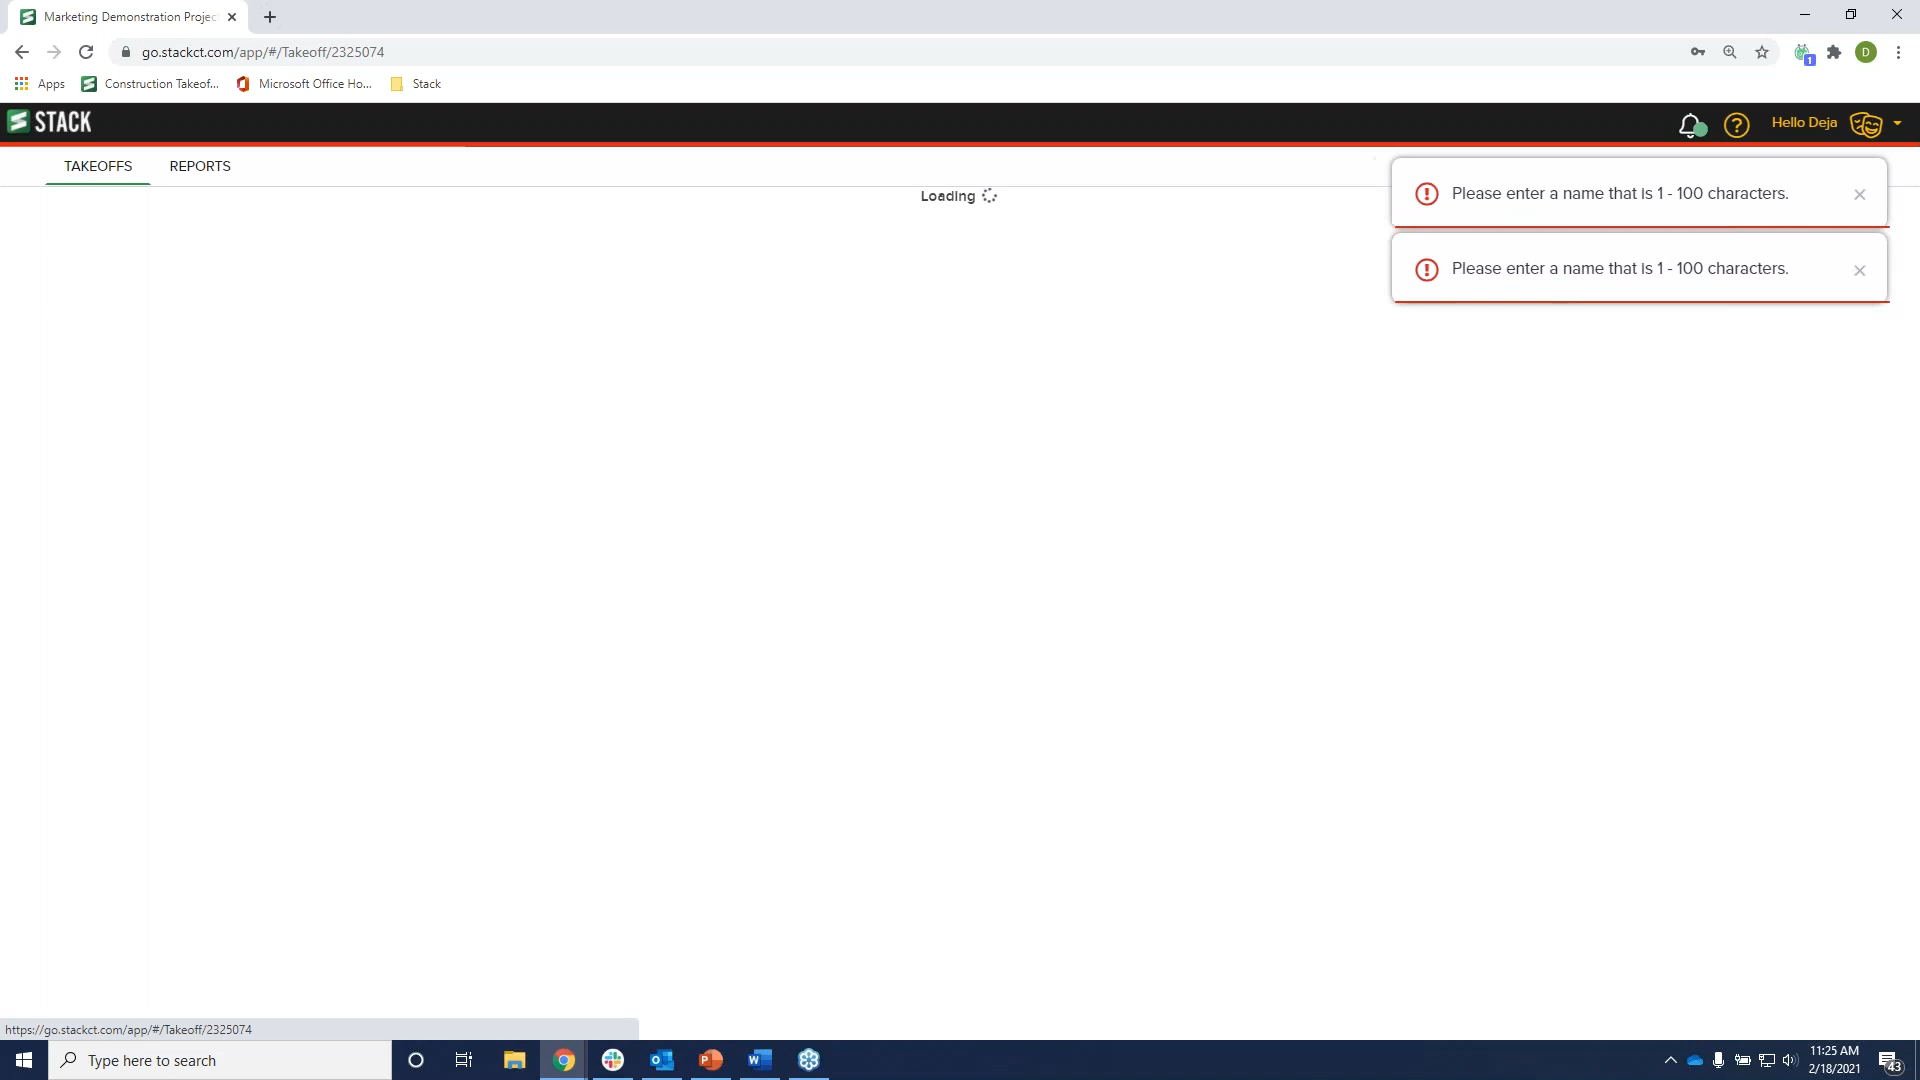 Marketing Demonstration Projec
go.stackct.com/app/#/Takeoff/2325074
1
D
Apps
Construction Takeof...
Microsoft Office Ho...
Stack
STACK
?
Hello Deja
TAKEOFFS
REPORTS
Loading
Please enter a name that is 1 - 100 characters.
Please enter a name that is 1 - 100 characters.
https://go.stackct.com/app/#/Takeoff/2325074
Type here to search
11:25 AM
2/18/2021
43